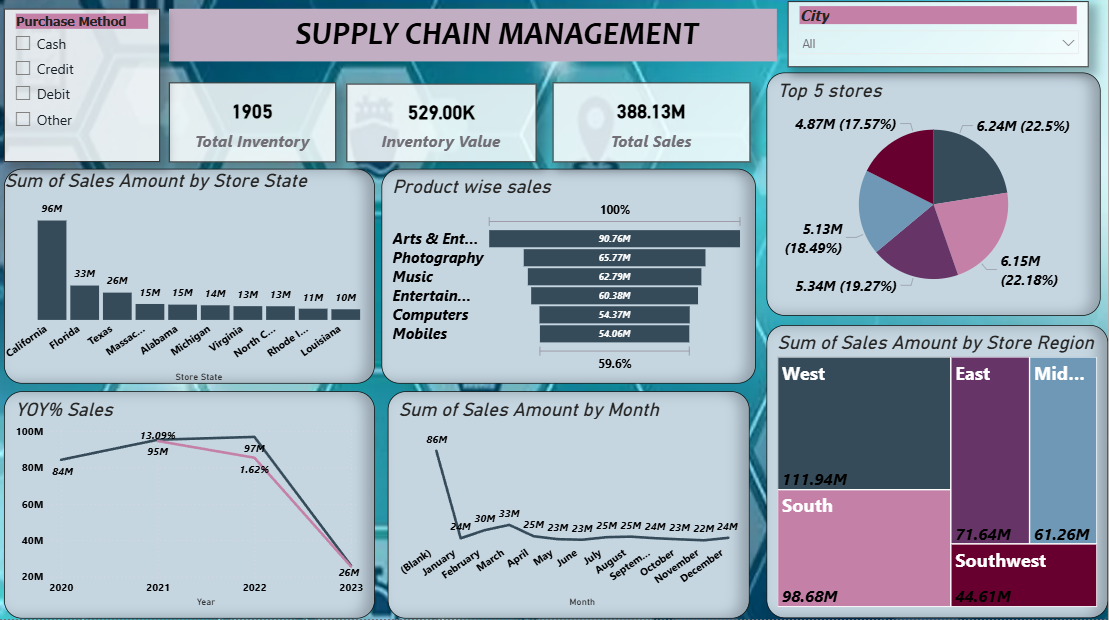 Purchase Method
Cash
Credit
Debit
Other
SUPPLY CHAIN MANAGEMENT
City
All
1905
Total Inventory
529.00K
Inventory Value
388.13M
Total Sales
Top 5 stores
4.87M (17.57%)
6.24M (22.5%)
5.13M
(18.49%)
6.15M
(22.18%)
5.34M (19.27%)
Sum of Sales Amount by Store State
96M
33M
26M
15M
15M
14M
13M
13M
11M
10M
California
Florida
Texas
Massac...
Alabama
Michigan
Virginia
North C...
Rhode I...
Louisiana
Store State
Product wise sales
100%
Arts & Ent... 90.76M
Photography 65.77M
Music 62.79M
Entertain... 60.38M
Computers 54.37M
Mobiles 54.06M
59.6%
Sum of Sales Amount by Store Region
West
111.94M
South
98.68M
East
71.64M
Mid...
61.26M
Southwest
44.61M
YOY% Sales
100M
80M
60M
40M
20M
84M
13.09%
95M
97M
1.62%
26M
2020
2021
2022
2023
Year
Sum of Sales Amount by Month
86M
24M
30M
33M
25M
23M
23M
25M
25M
24M
23M
22M
24M
(Blank)
January
February
March
April
May
June
July
August
Septem...
October
November
December
Month